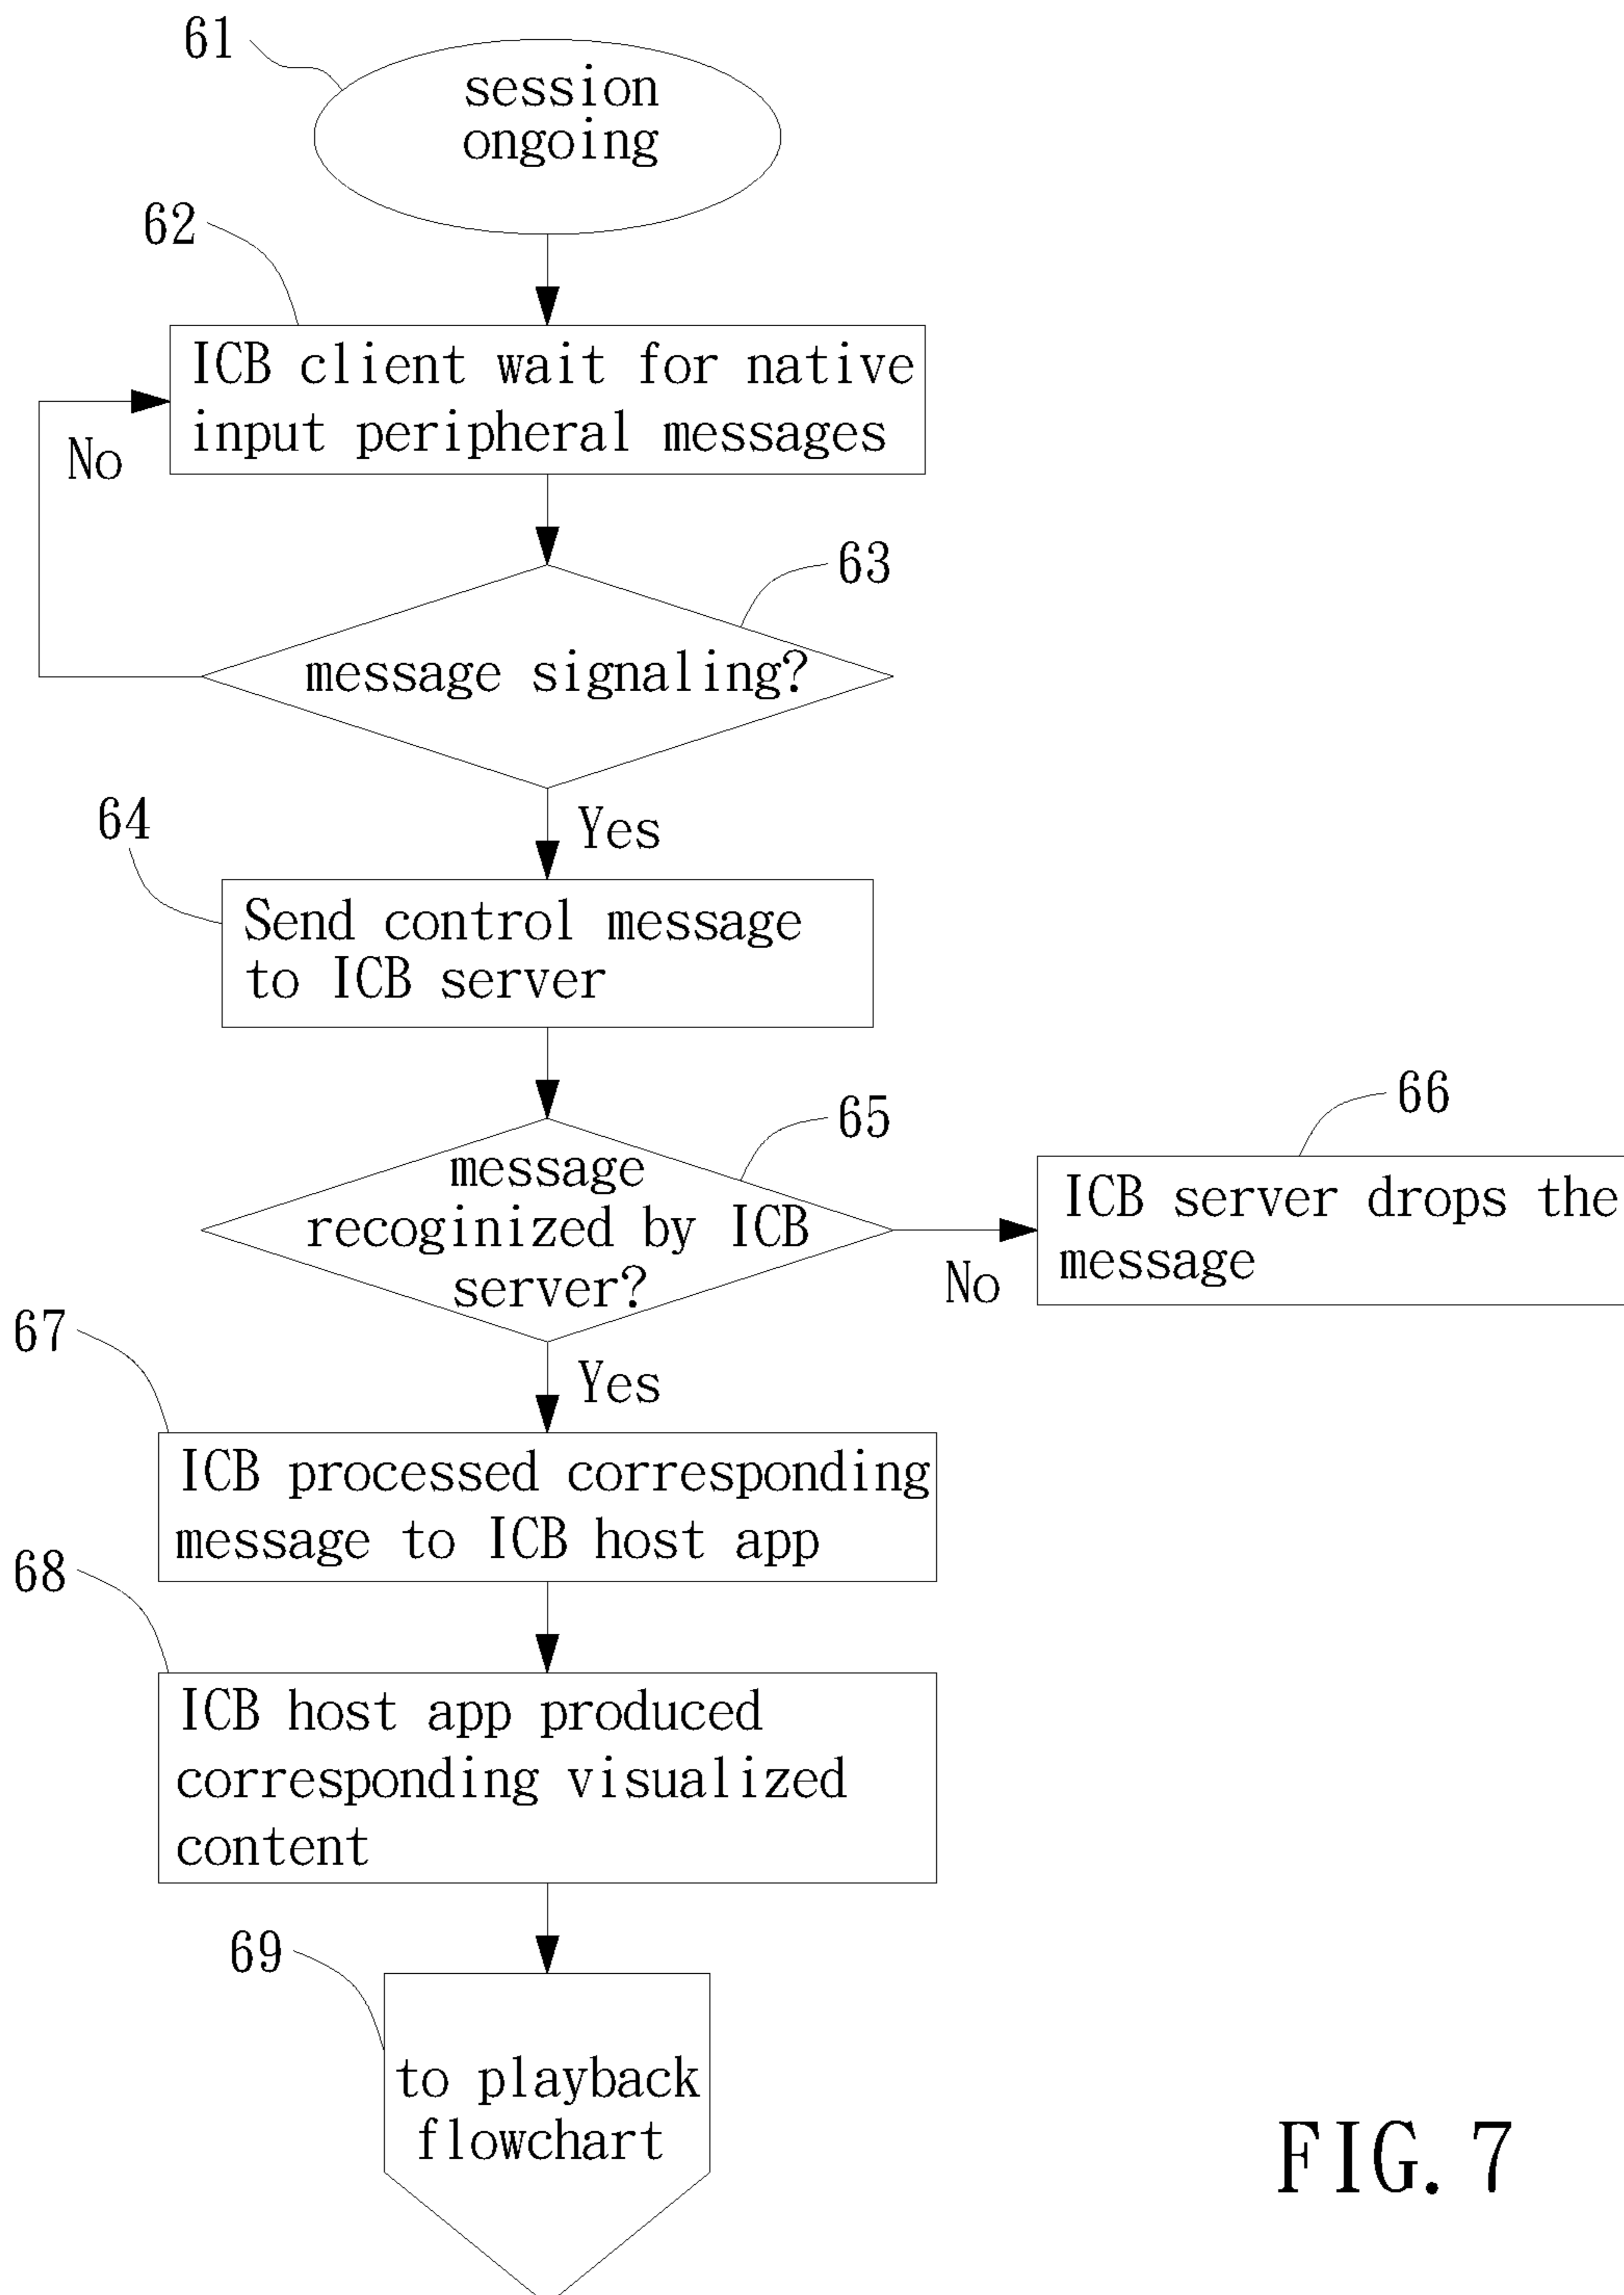 61
session
ongoing
62
ICB client wait for native
input peripheral messages
No
63
message signaling?
Yes
64
Send control message
to ICB server
65
message
recoginized by ICB
server?
No
66
ICB server drops the
message
Yes
67
ICB processed corresponding
message to ICB host app
68
ICB host app produced
corresponding visualized
content
69
to playback
flowchart
FIG. 7